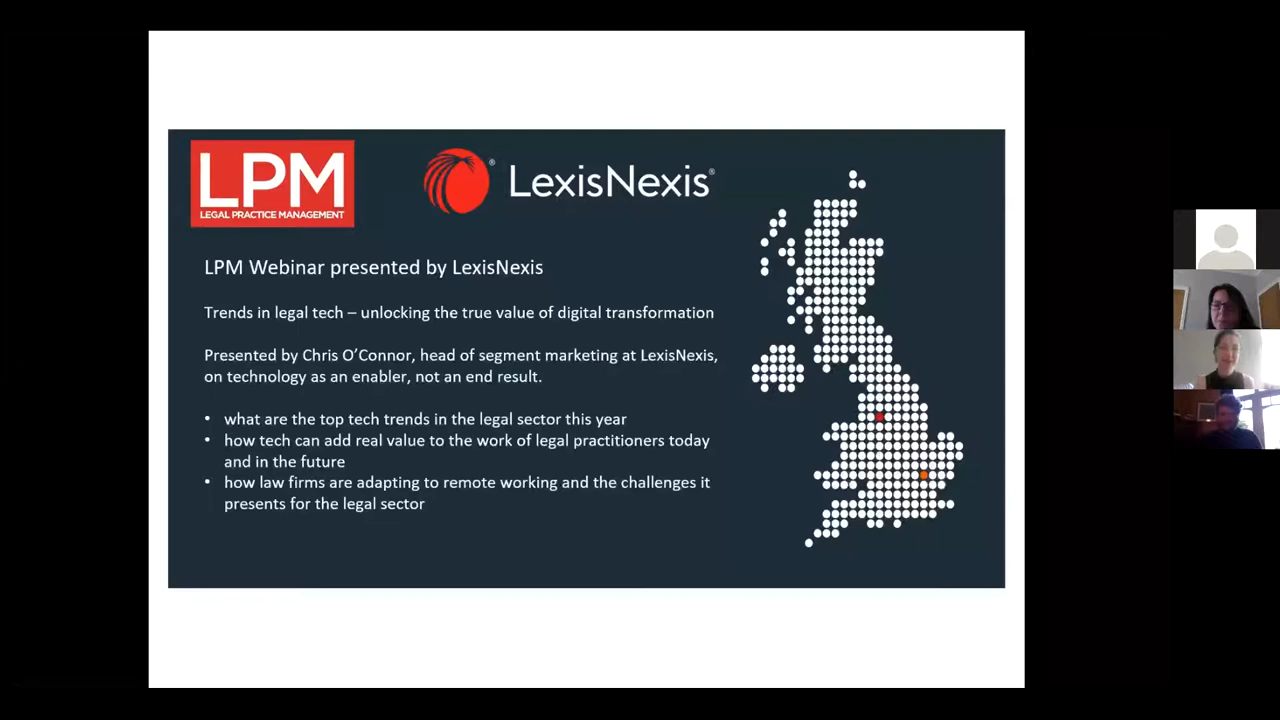 LPM
LEGAL PRACTICE MANAGEMENT
LexisNexis®
LPM Webinar presented by LexisNexis
Trends in legal tech – unlocking the true value of digital transformation
Presented by Chris O’Connor, head of segment marketing at LexisNexis,
on technology as an enabler, not an end result.
• what are the top tech trends in the legal sector this year
• how tech can add real value to the work of legal practitioners today
and in the future
• how law firms are adapting to remote working and the challenges it
presents for the legal sector